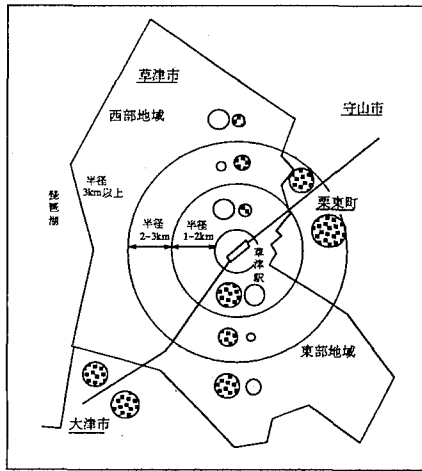 草津市
西部地域
守山市
半径
3km以上
琵琶湖
栗東町
半径
2-3km
半径
1-2km
草津駅
東部地域
大津市